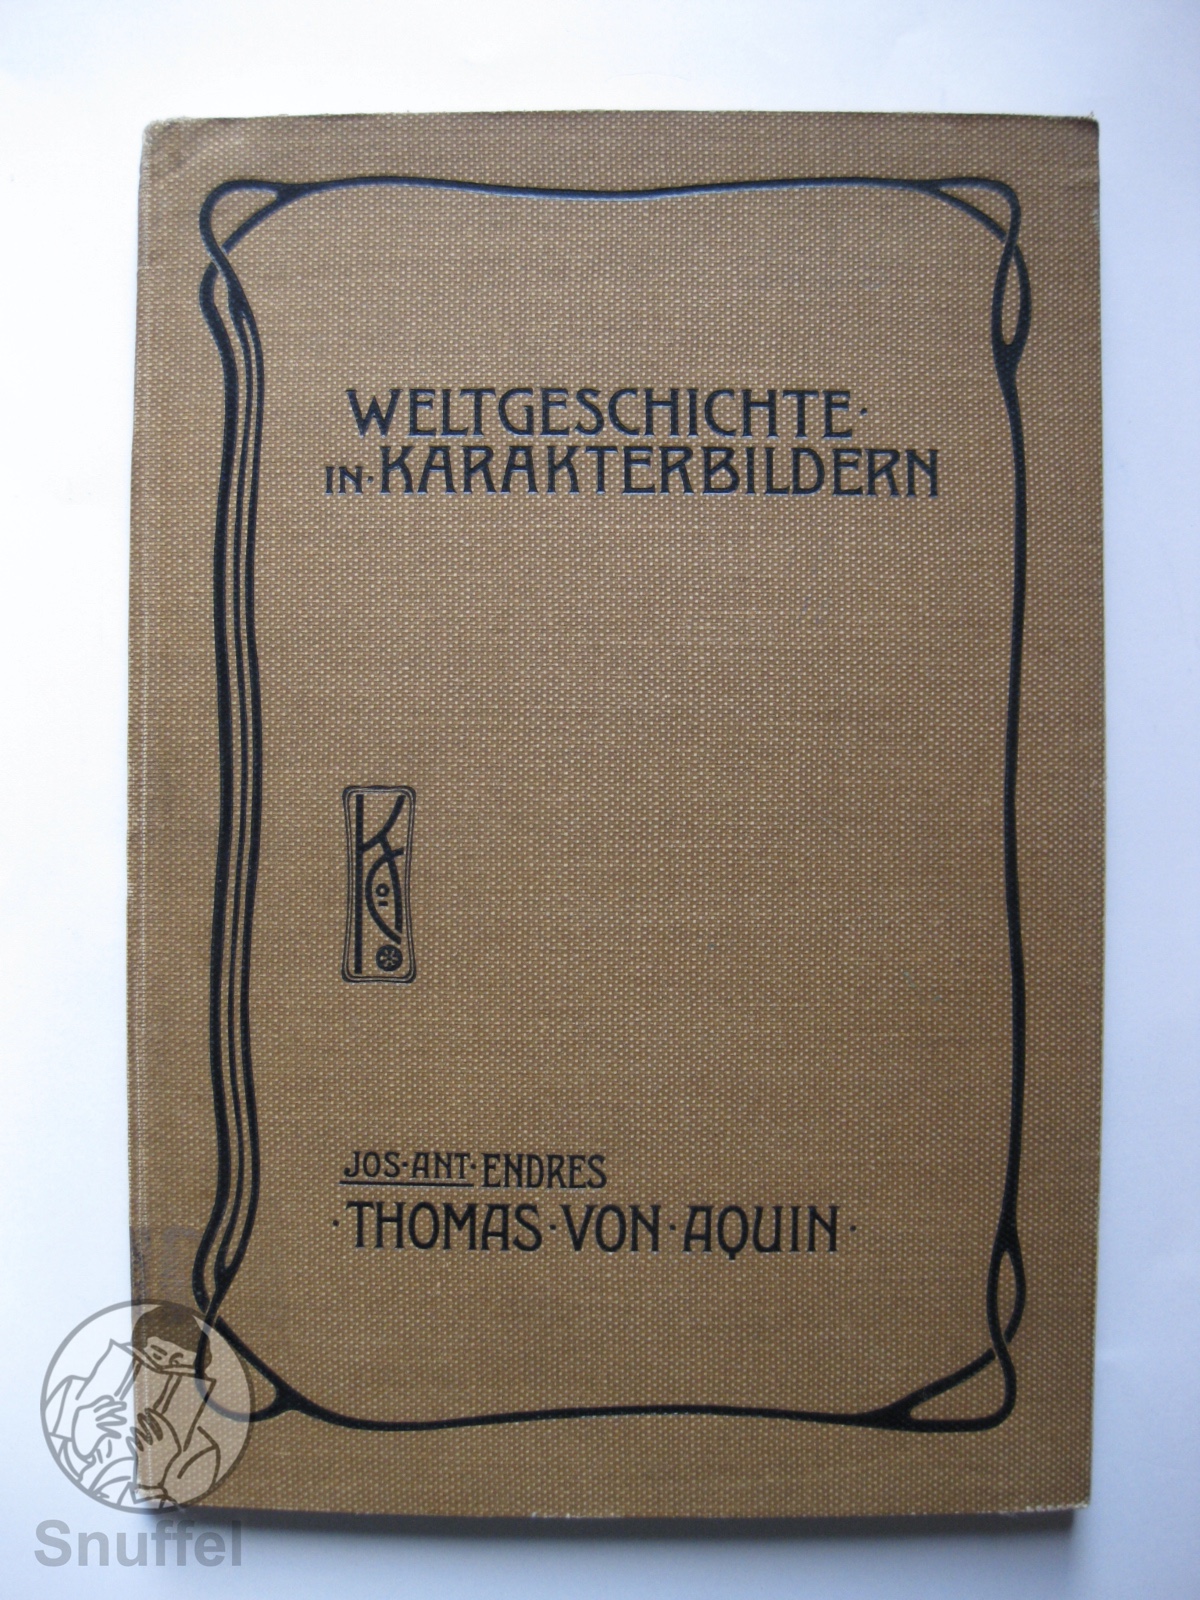 WELTGESCHICHTE·
IN·KARAKTERBILDERN
JOS·ANT·ENDRES
·THOMAS·VON·AQUIN·
Snuffel